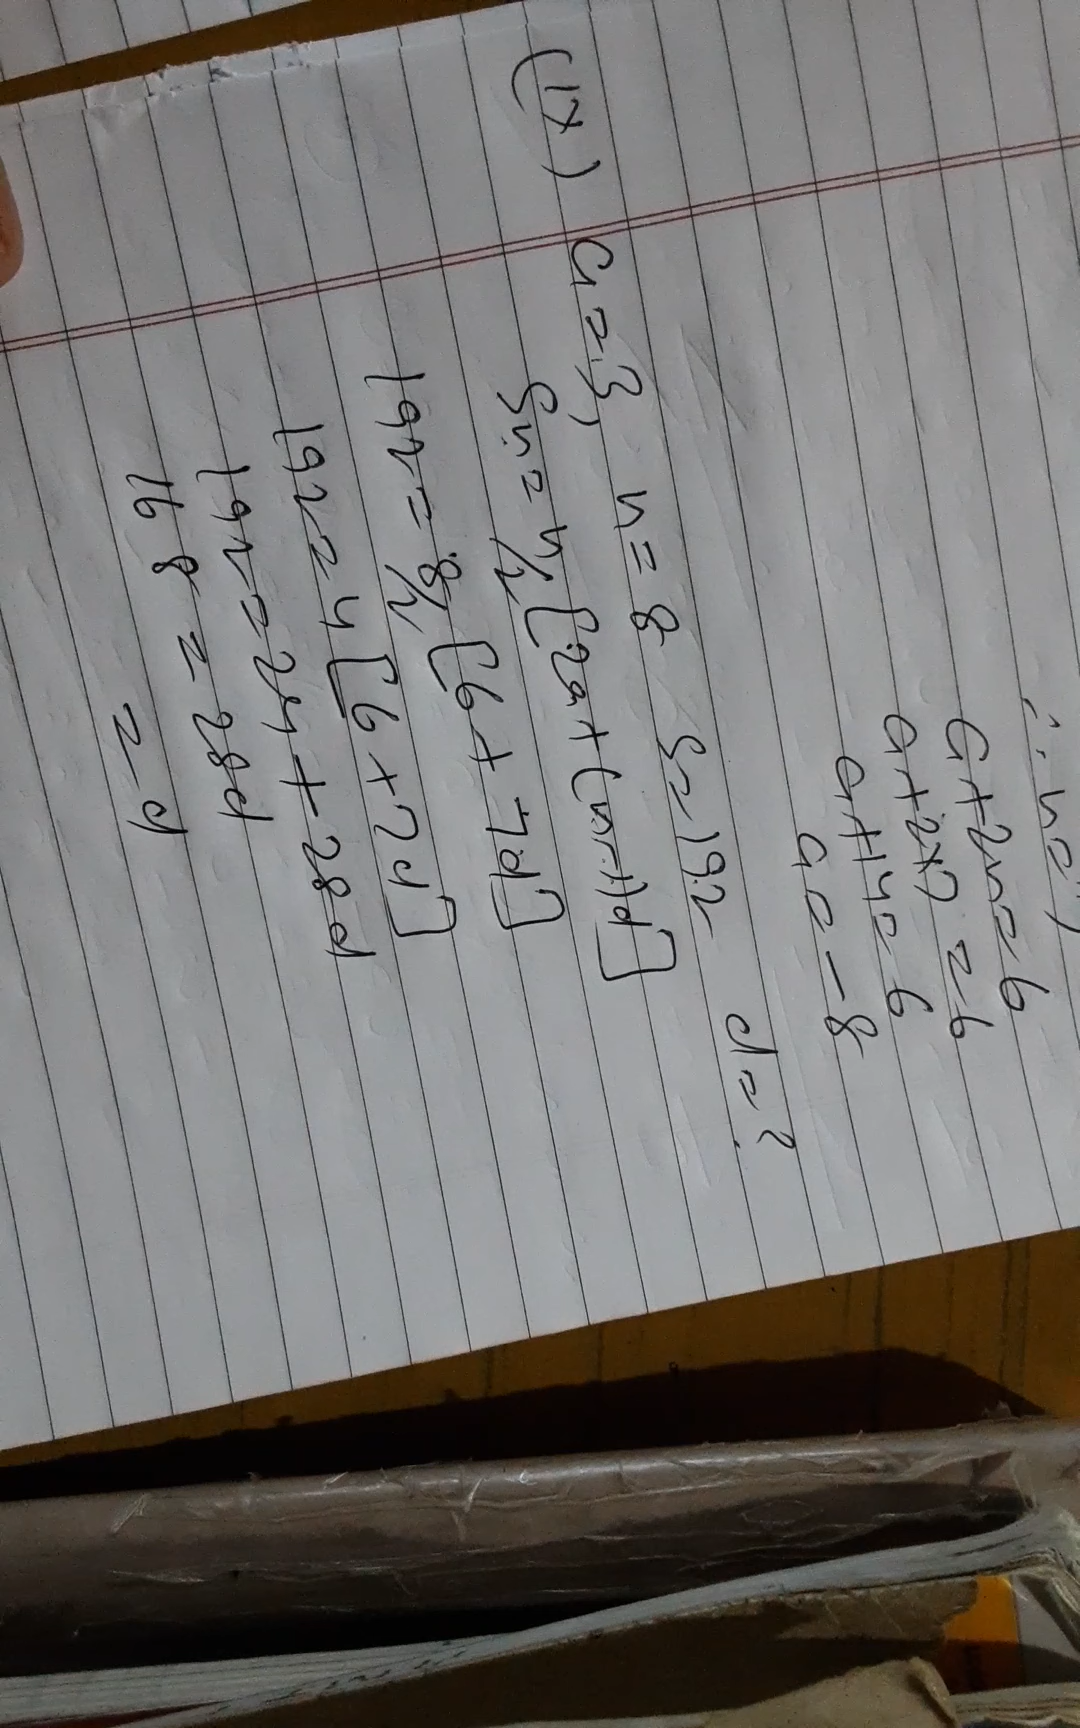 ∴ n = 7
a + 2n = 6
a + 2×7 = 6
a + 14 = 6
a = -8
(ix) a = 3, n = 8 S = 192 d = ?
Sn = n/2 [2a + (n-1)d]
192 = 8/2 [6 + 7d]
192 = 4 [6 + 7d]
192 = 24 + 28d
168 = 28d
= d